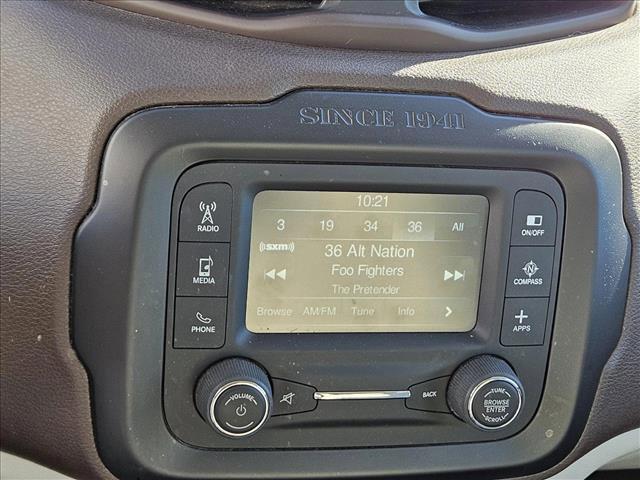 SINCE 1941
10:21
3 19 34 36 All
((sxm))
36 Alt Nation
Foo Fighters
The Pretender
Browse AM/FM Tune Info
RADIO
MEDIA
PHONE
ON/OFF
COMPASS
APPS
VOLUME
BACK
TUNE
BROWSE
ENTER
SCROLL